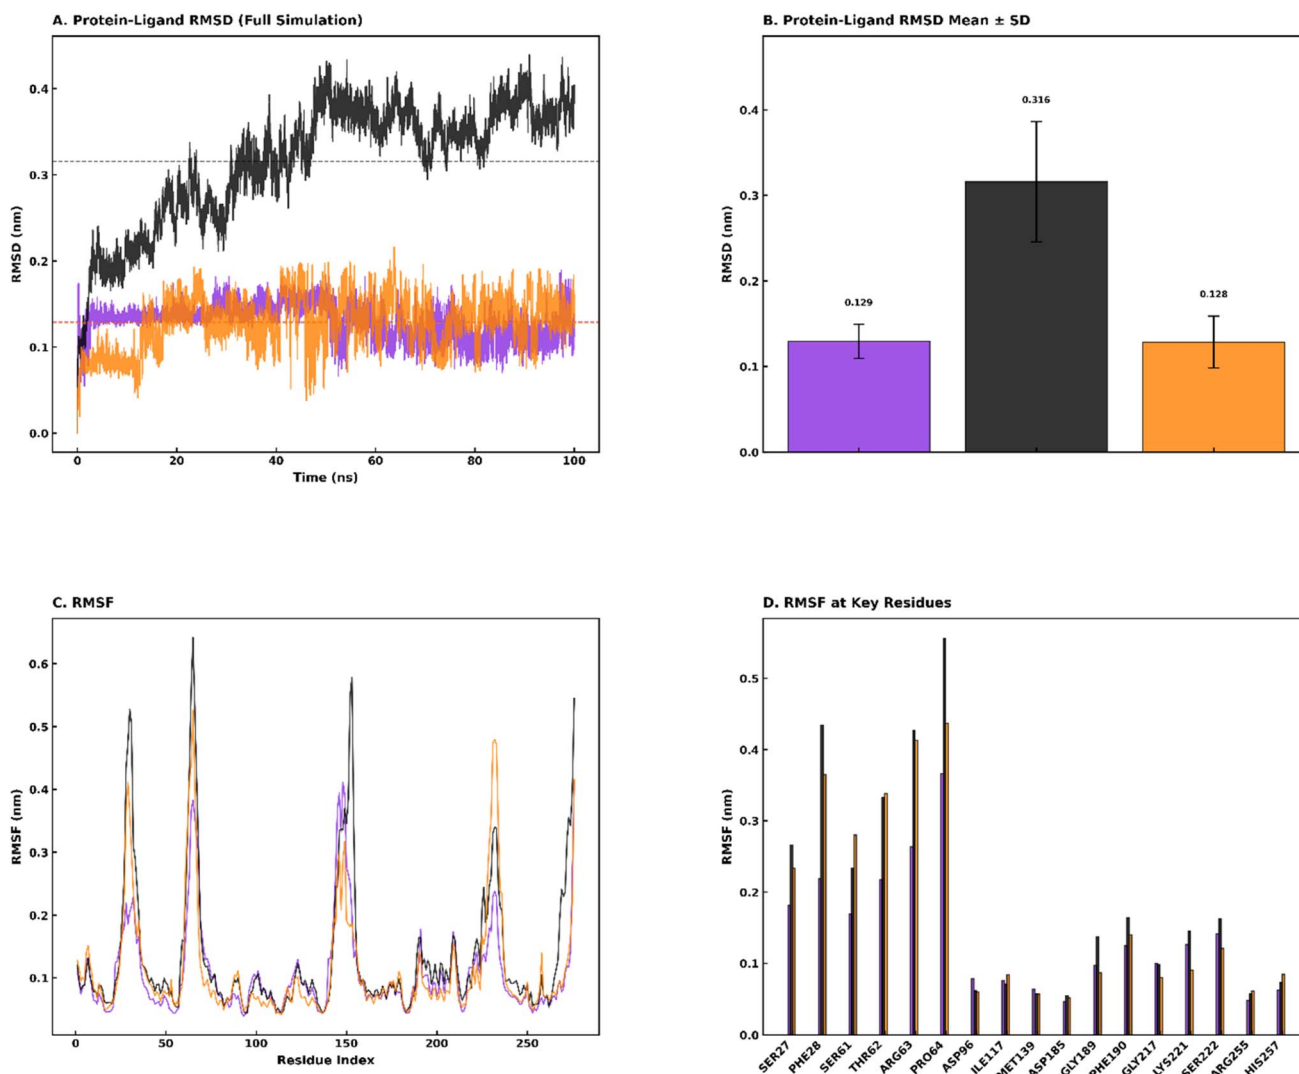 A. Protein-Ligand RMSD (Full Simulation)
0.4
0.3
0.2
0.1
0.0
RMSD (nm)
0 20 40 60 80 100
Time (ns)
B. Protein-Ligand RMSD Mean ± SD
0.4
0.3
0.2
0.1
0.0
RMSD (nm)
0.129
0.316
0.128
C. RMSF
0.6
0.5
0.4
0.3
0.2
0.1
RMSF (nm)
0 50 100 150 200 250
Residue Index
D. RMSF at Key Residues
0.5
0.4
0.3
0.2
0.1
0.0
RMSF (nm)
SER27
PHE28
SER61
THR62
ARG63
PRO64
ASP96
ILE117
MET139
ASP185
GLY189
PHE190
GLY217
LYS221
SER222
ARG255
HIS257